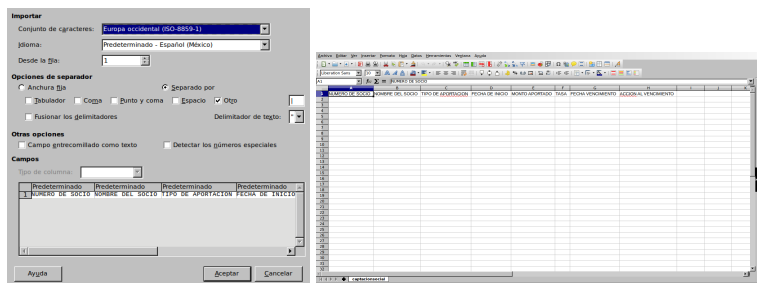 Importar
Conjunto de caracteres: Europa occidental (ISO-8859-1)
Idioma: Predeterminado - Español (México)
Desde la fila: 1
Opciones de separador
Anchura fija Separado por
Tabulador Coma Punto y coma Espacio Otro |
Fusionar los delimitadores Delimitador de texto: "
Otras opciones
Campo entrecomillado como texto Detectar los números especiales
Campos
Tipo de columna:
Predeterminado Predeterminado Predeterminado Predeterminado
1 NUMERO DE SOCIO NOMBRE DEL SOCIO TIPO DE APORTACION FECHA DE INICIO
Ayuda Aceptar Cancelar
Archivo Editar Ver Insertar Formato Hoja Datos Herramientas Ventana Ayuda
Liberation Sans 10
A1 NUMERO DE SOCIO
A B C D E F G H I J K
1 NUMERO DE SOCIO NOMBRE DEL SOCIO TIPO DE APORTACION FECHA DE INICIO MONTO APORTADO TASA FECHA VENCIMIENTO ACCION AL VENCIMIENTO
captacionsocial